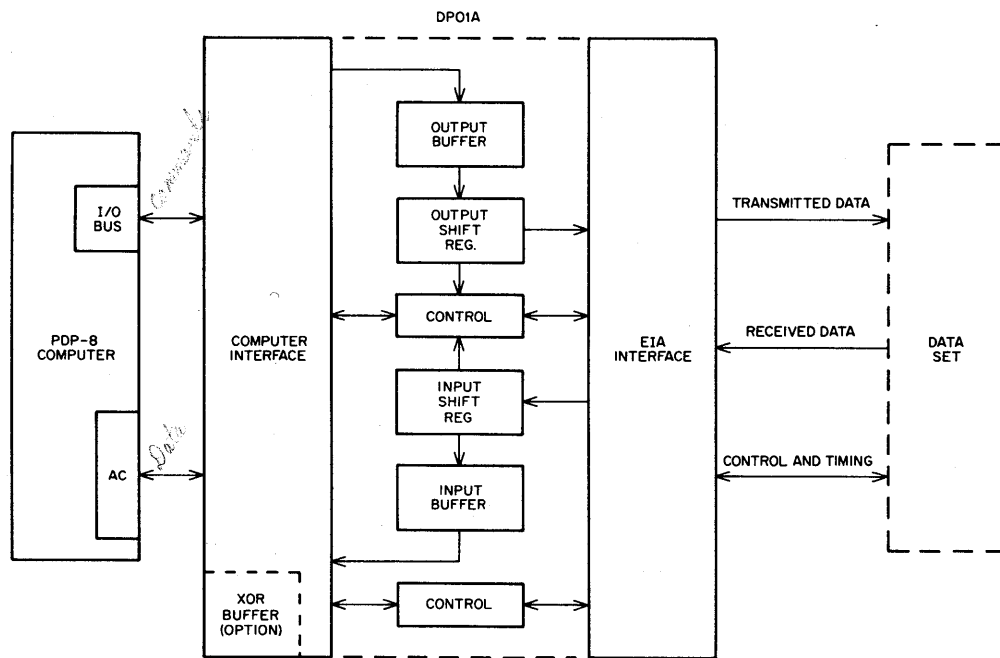 DP01A
OUTPUT
BUFFER
Commands
I/O
BUS
OUTPUT
SHIFT
REG.
TRANSMITTED DATA
CONTROL
PDP-8
COMPUTER
COMPUTER
INTERFACE
EIA
INTERFACE
RECEIVED DATA
DATA
SET
INPUT
SHIFT
REG
Data
AC
INPUT
BUFFER
CONTROL AND TIMING
XOR
BUFFER
(OPTION)
CONTROL